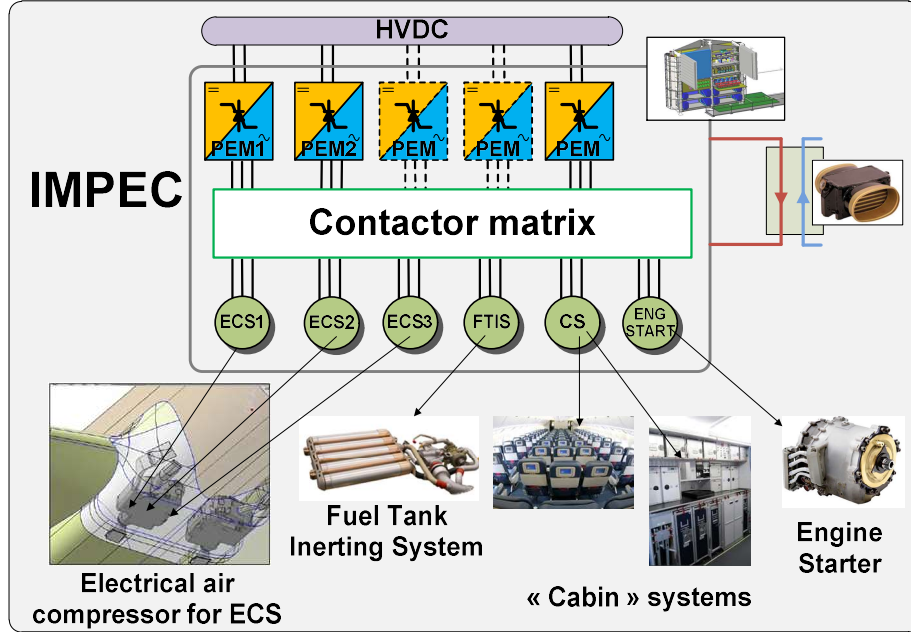 HVDC
PEM1
PEM2
PEM
PEM
PEM
IMPEC
Contactor matrix
ECS1
ECS2
ECS3
FTIS
CS
ENG
START
Electrical air
compressor for ECS
Fuel Tank
Inerting System
« Cabin » systems
Engine
Starter